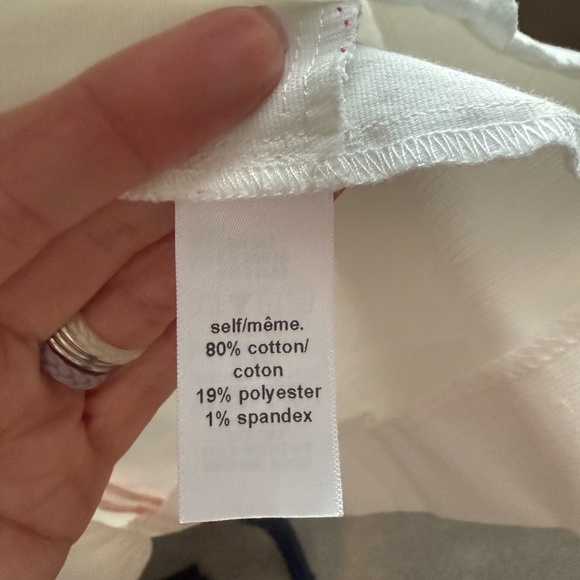 self/même.
80% cotton/
coton
19% polyester
1% spandex